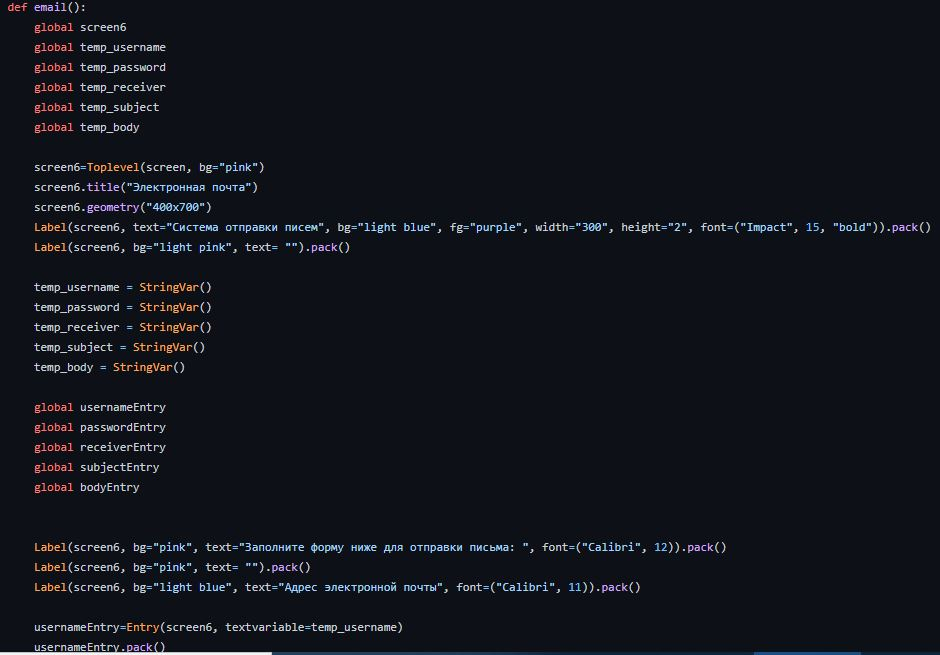 def email():
    global screen6
    global temp_username
    global temp_password
    global temp_receiver
    global temp_subject
    global temp_body
    screen6=Toplevel(screen, bg="pink")
    screen6.title("Электронная почта")
    screen6.geometry("400x700")
    Label(screen6, text="Система отправки писем", bg="light blue", fg="purple", width="300", height="2", font=("Impact", 15, "bold")).pack()
    Label(screen6, bg="light pink", text= "").pack()
    temp_username = StringVar()
    temp_password = StringVar()
    temp_receiver = StringVar()
    temp_subject = StringVar()
    temp_body = StringVar()
    global usernameEntry
    global passwordEntry
    global receiverEntry
    global subjectEntry
    global bodyEntry
    Label(screen6, bg="pink", text="Заполните форму ниже для отправки письма: ", font=("Calibri", 12)).pack()
    Label(screen6, bg="pink", text= "").pack()
    Label(screen6, bg="light blue", text="Адрес электронной почты", font=("Calibri", 11)).pack()
    usernameEntry=Entry(screen6, textvariable=temp_username)
    usernameEntry.pack()